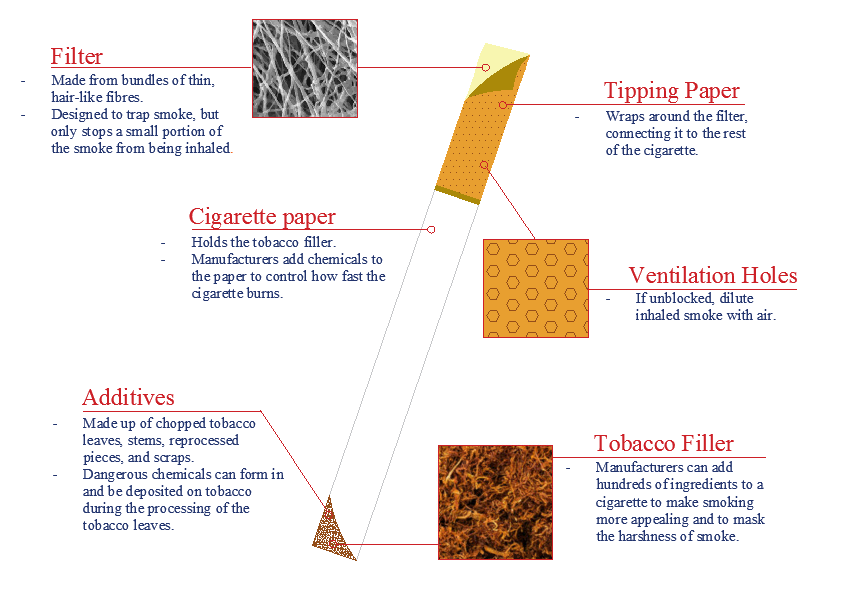 Filter
- Made from bundles of thin,
hair-like fibres.
- Designed to trap smoke, but
only stops a small portion of
the smoke from being inhaled.
Tipping Paper
- Wraps around the filter,
connecting it to the rest
of the cigarette.
Cigarette paper
- Holds the tobacco filler.
- Manufacturers add chemicals to
the paper to control how fast the
cigarette burns.
Ventilation Holes
- If unblocked, dilute
inhaled smoke with air.
Additives
- Made up of chopped tobacco
leaves, stems, reprocessed
pieces, and scraps.
- Dangerous chemicals can form in
and be deposited on tobacco
during the processing of the
tobacco leaves.
Tobacco Filler
- Manufacturers can add
hundreds of ingredients to a
cigarette to make smoking
more appealing and to mask
the harshness of smoke.